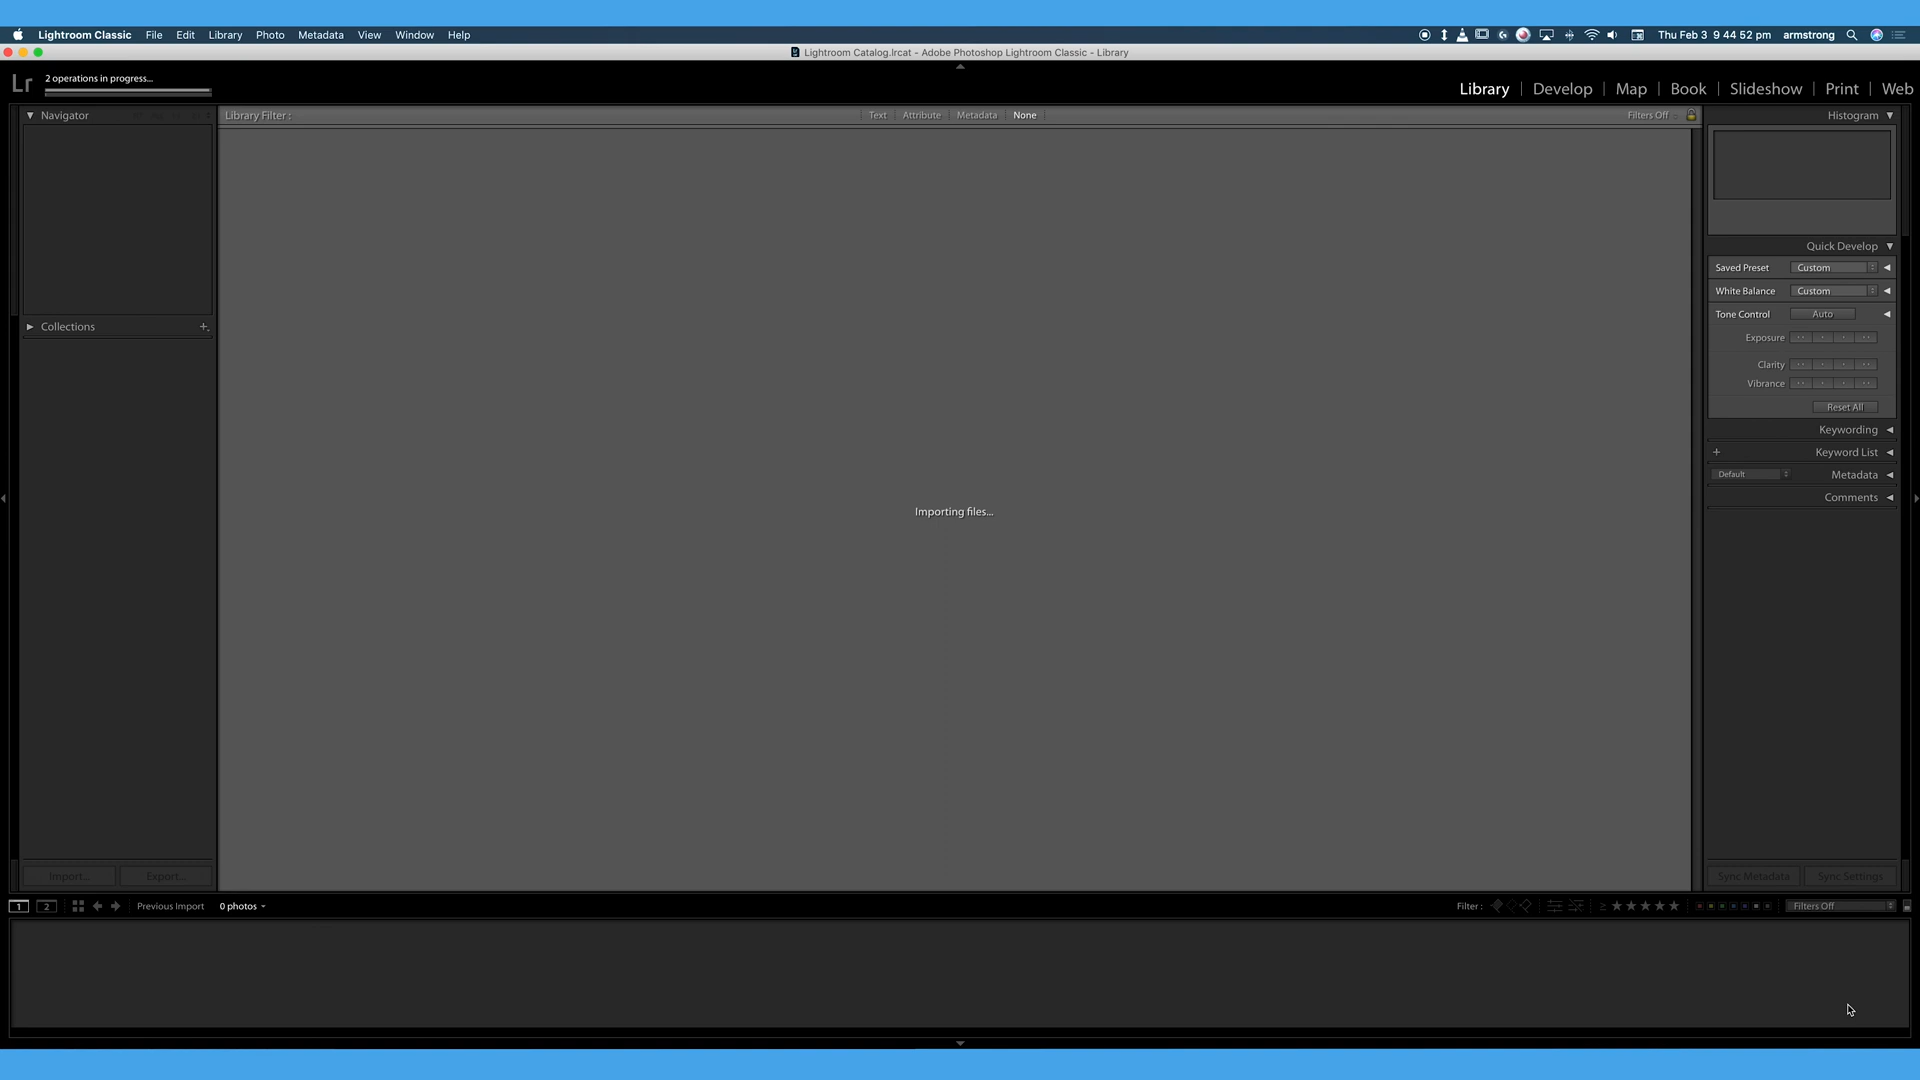 Lightroom Classic File Edit Library Photo Metadata View Window Help Thu Feb 3 9 44 52 pm armstrong
Lightroom Catalog.lrcat - Adobe Photoshop Lightroom Classic - Library
Lr 2 operations in progress...
Library | Develop | Map | Book | Slideshow | Print | Web
Navigator
Library Filter : Text Attribute Metadata None Filters Off
Histogram
Quick Develop
Saved Preset Custom
White Balance Custom
Tone Control Auto
Exposure
Clarity
Vibrance
Reset All
Keywording
Keyword List
Default Metadata
Comments
Collections
Importing files...
Import... Export...
Sync Metadata Sync Settings
1 2 Previous Import 0 photos Filter : Filters Off